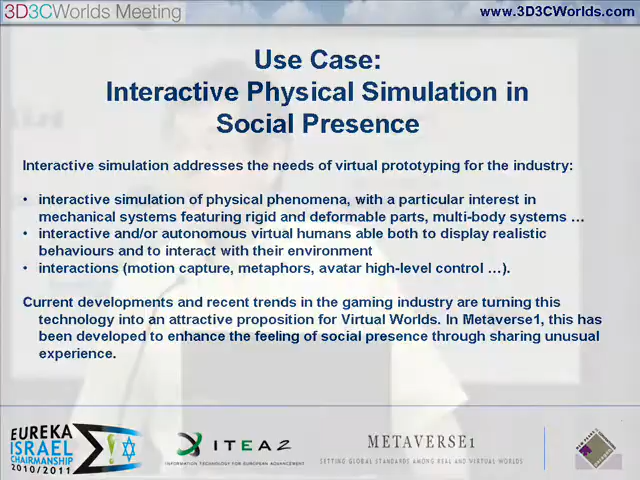 3D3CWorlds Meeting
www.3D3CWorlds.com
Use Case:
Interactive Physical Simulation in
Social Presence
Interactive simulation addresses the needs of virtual prototyping for the industry:
• interactive simulation of physical phenomena, with a particular interest in
mechanical systems featuring rigid and deformable parts, multi-body systems …
• interactive and/or autonomous virtual humans able both to display realistic
behaviours and to interact with their environment
• interactions (motion capture, metaphors, avatar high-level control …).
Current developments and recent trends in the gaming industry are turning this
technology into an attractive proposition for Virtual Worlds. In Metaverse1, this has
been developed to enhance the feeling of social presence through sharing unusual
experience.
EUREKA
ISRAEL
CHAIRMANSHIP
2010/2011
ITEA2
INFORMATION TECHNOLOGY FOR EUROPEAN ADVANCEMENT
METAVERSE1
SETTING GLOBAL STANDARDS AMONG REAL AND VIRTUAL WORLDS